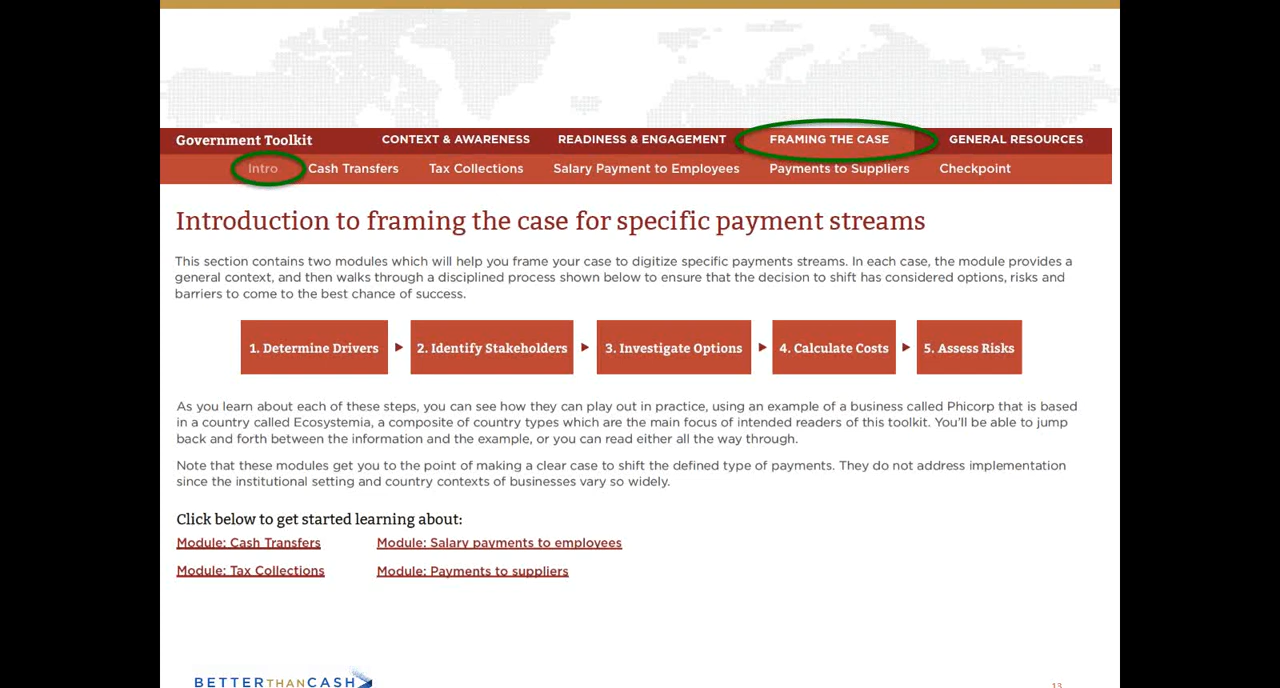 Government Toolkit CONTEXT & AWARENESS READINESS & ENGAGEMENT FRAMING THE CASE GENERAL RESOURCES
Intro Cash Transfers Tax Collections Salary Payment to Employees Payments to Suppliers Checkpoint
Introduction to framing the case for specific payment streams
This section contains two modules which will help you frame your case to digitize specific payments streams. In each case, the module provides a
general context, and then walks through a disciplined process shown below to ensure that the decision to shift has considered options, risks and
barriers to come to the best chance of success.
1. Determine Drivers 2. Identify Stakeholders 3. Investigate Options 4. Calculate Costs 5. Assess Risks
As you learn about each of these steps, you can see how they can play out in practice, using an example of a business called Phicorp that is based
in a country called Ecosystemia, a composite of country types which are the main focus of intended readers of this toolkit. You'll be able to jump
back and forth between the information and the example, or you can read either all the way through.
Note that these modules get you to the point of making a clear case to shift the defined type of payments. They do not address implementation
since the institutional setting and country contexts of businesses vary so widely.
Click below to get started learning about:
Module: Cash Transfers Module: Salary payments to employees
Module: Tax Collections Module: Payments to suppliers
BETTERTHANCASH 13